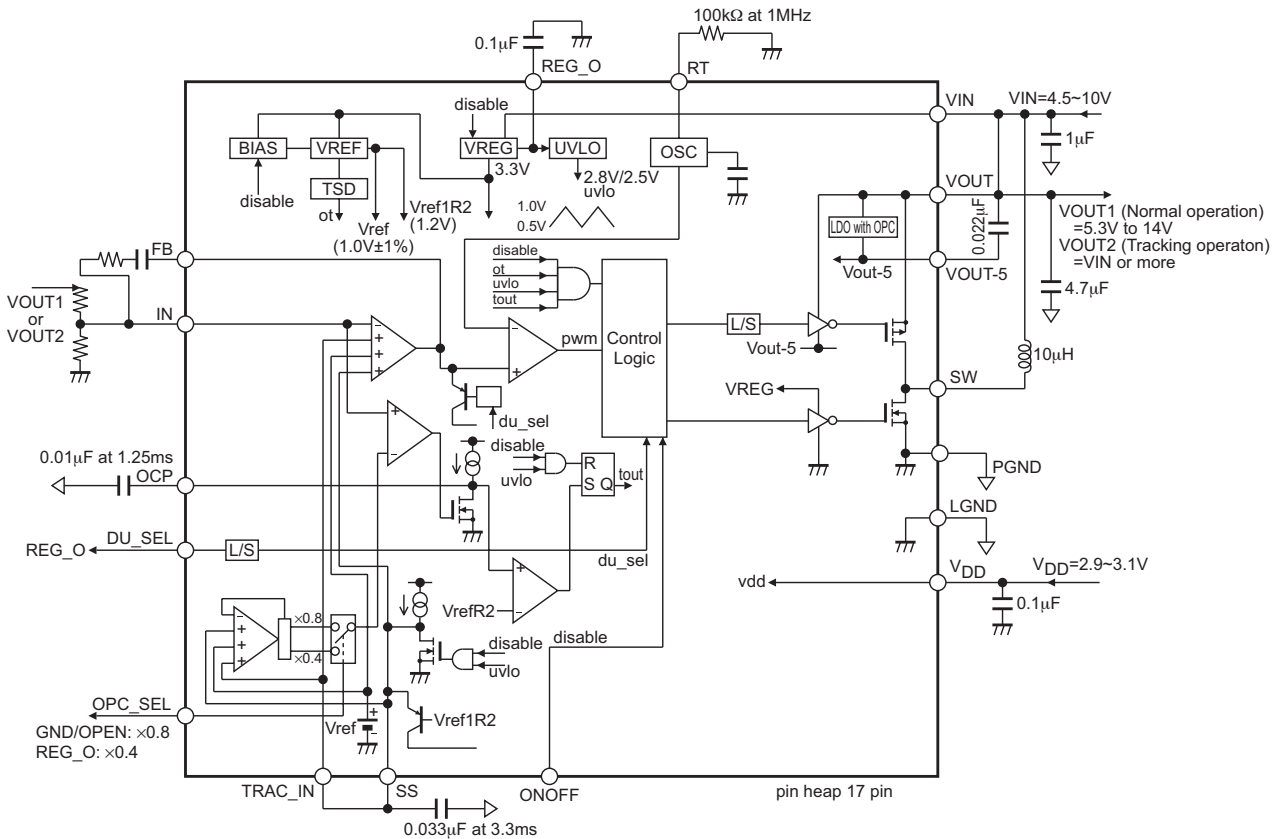 100kΩ at 1MHz
0.1µF
REG_O
RT
VIN
VIN=4.5~10V
1µF
disable
BIAS
VREF
VREG
UVLO
OSC
3.3V
2.8V/2.5V
uvlo
disable
TSD
ot
Vref
(1.0V±1%)
Vref1R2
(1.2V)
1.0V
0.5V
VOUT
VOUT1 (Normal operation)
=5.3V to 14V
VOUT2 (Tracking operaton)
=VIN or more
LDO with OPC
0.022µF
Vout-5
VOUT-5
4.7µF
FB
VOUT1
or
VOUT2
IN
disable
ot
uvlo
tout
pwm
Control
Logic
L/S
Vout-5
10µH
SW
VREG
du_sel
disable
uvlo
R
S Q
tout
PGND
0.01µF at 1.25ms
OCP
LGND
REG_O
DU_SEL
L/S
du_sel
vdd
VDD
VDD=2.9~3.1V
0.1µF
VrefR2
×0.8
×0.4
disable
disable
uvlo
OPC_SEL
GND/OPEN: ×0.8
REG_O: ×0.4
Vref
+
-
Vref1R2
TRAC_IN
SS
ONOFF
pin heap 17 pin
0.033µF at 3.3ms